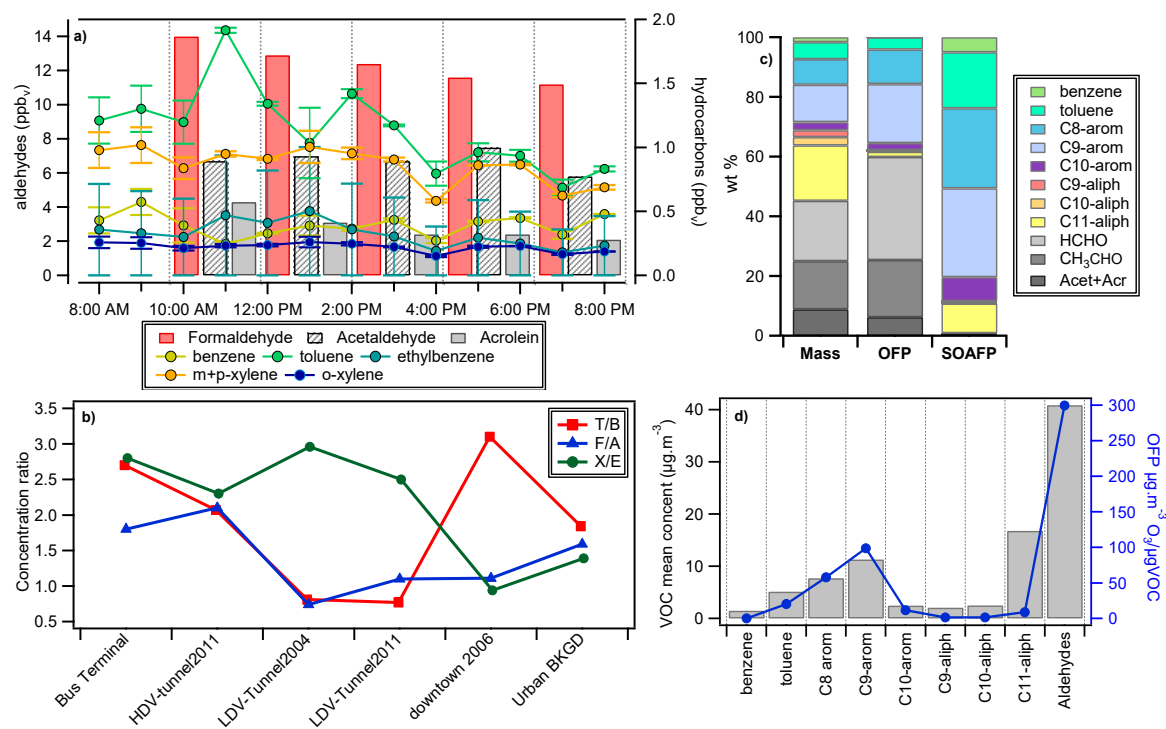 a)
aldehydes (ppbv)
14
12
10
8
6
4
2
0
2.0
1.5
1.0
0.5
0.0
hydrocarbons (ppbv)
8:00 AM
10:00 AM
12:00 PM
2:00 PM
4:00 PM
6:00 PM
8:00 PM
Formaldehyde Acetaldehyde Acrolein
benzene toluene ethylbenzene
m+p-xylene o-xylene
c)
wt %
100
80
60
40
20
0
Mass OFP SOAFP
benzene
toluene
C8-arom
C9-arom
C10-arom
C9-aliph
C10-aliph
C11-aliph
HCHO
CH₃CHO
Acet+Acr
b)
Concentration ratio
3.5
3.0
2.5
2.0
1.5
1.0
0.5
T/B
F/A
X/E
Bus Terminal
HDV-tunnel2011
LDV-Tunnel2004
LDV-Tunnel2011
downtown 2006
Urban BKGD
d)
VOC mean concent (µg.m⁻³)
40
30
20
10
0
300
250
200
150
100
50
0
OFP µg.m⁻³ O₃/µgVOC
benzene
toluene
C8 arom
C9-arom
C10-arom
C9-aliph
C10-aliph
C11-aliph
Aldehydes